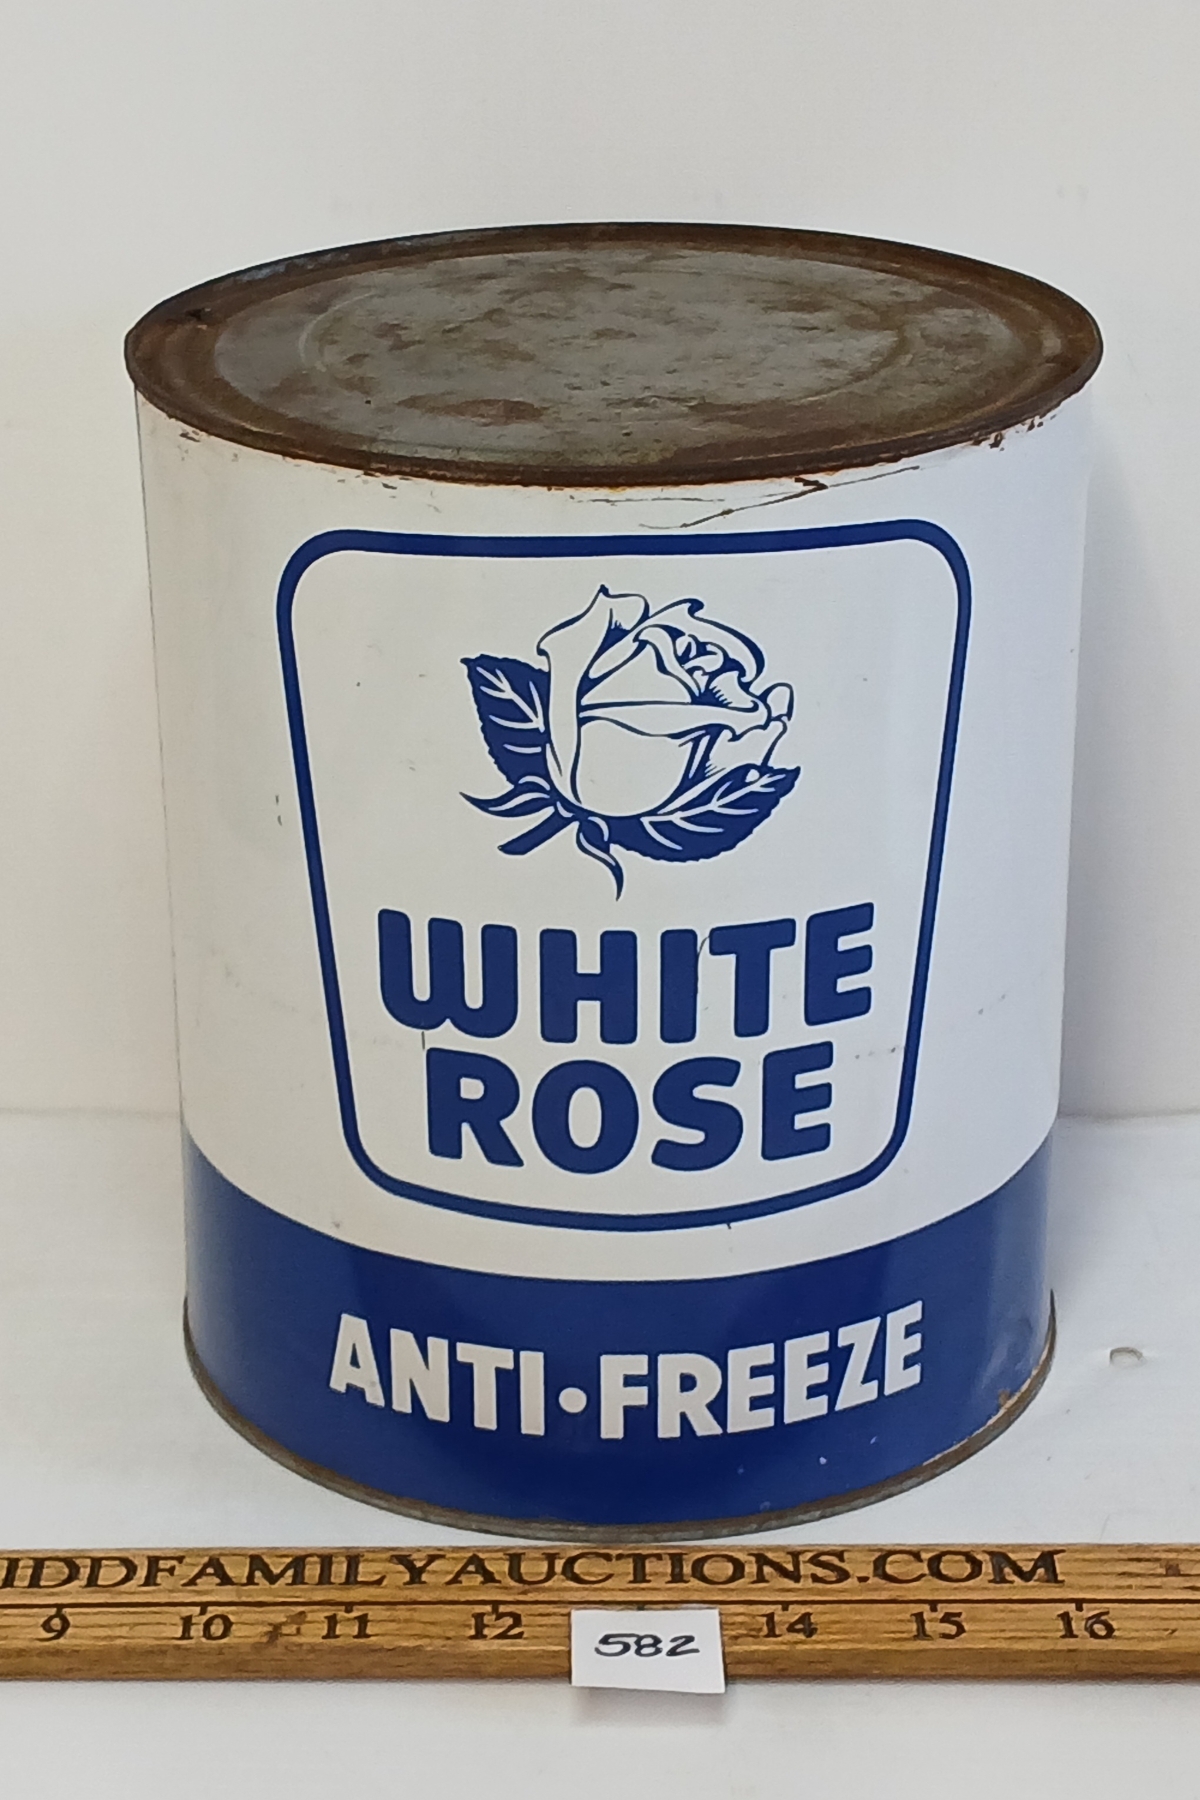 WHITE
ROSE
ANTI·FREEZE
IDDFAMILYAUCTIONS.COM
9 10 11 12 14 15 16
582